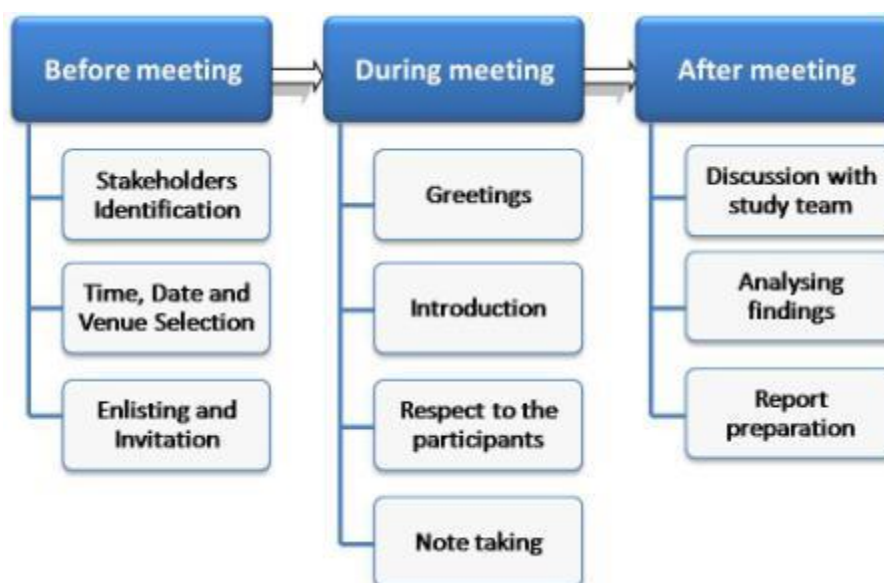 Before meeting
During meeting
After meeting
Stakeholders
Identification
Time, Date and
Venue Selection
Enlisting and
Invitation
Greetings
Introduction
Respect to the
participants
Note taking
Discussion with
study team
Analysing
findings
Report
preparation